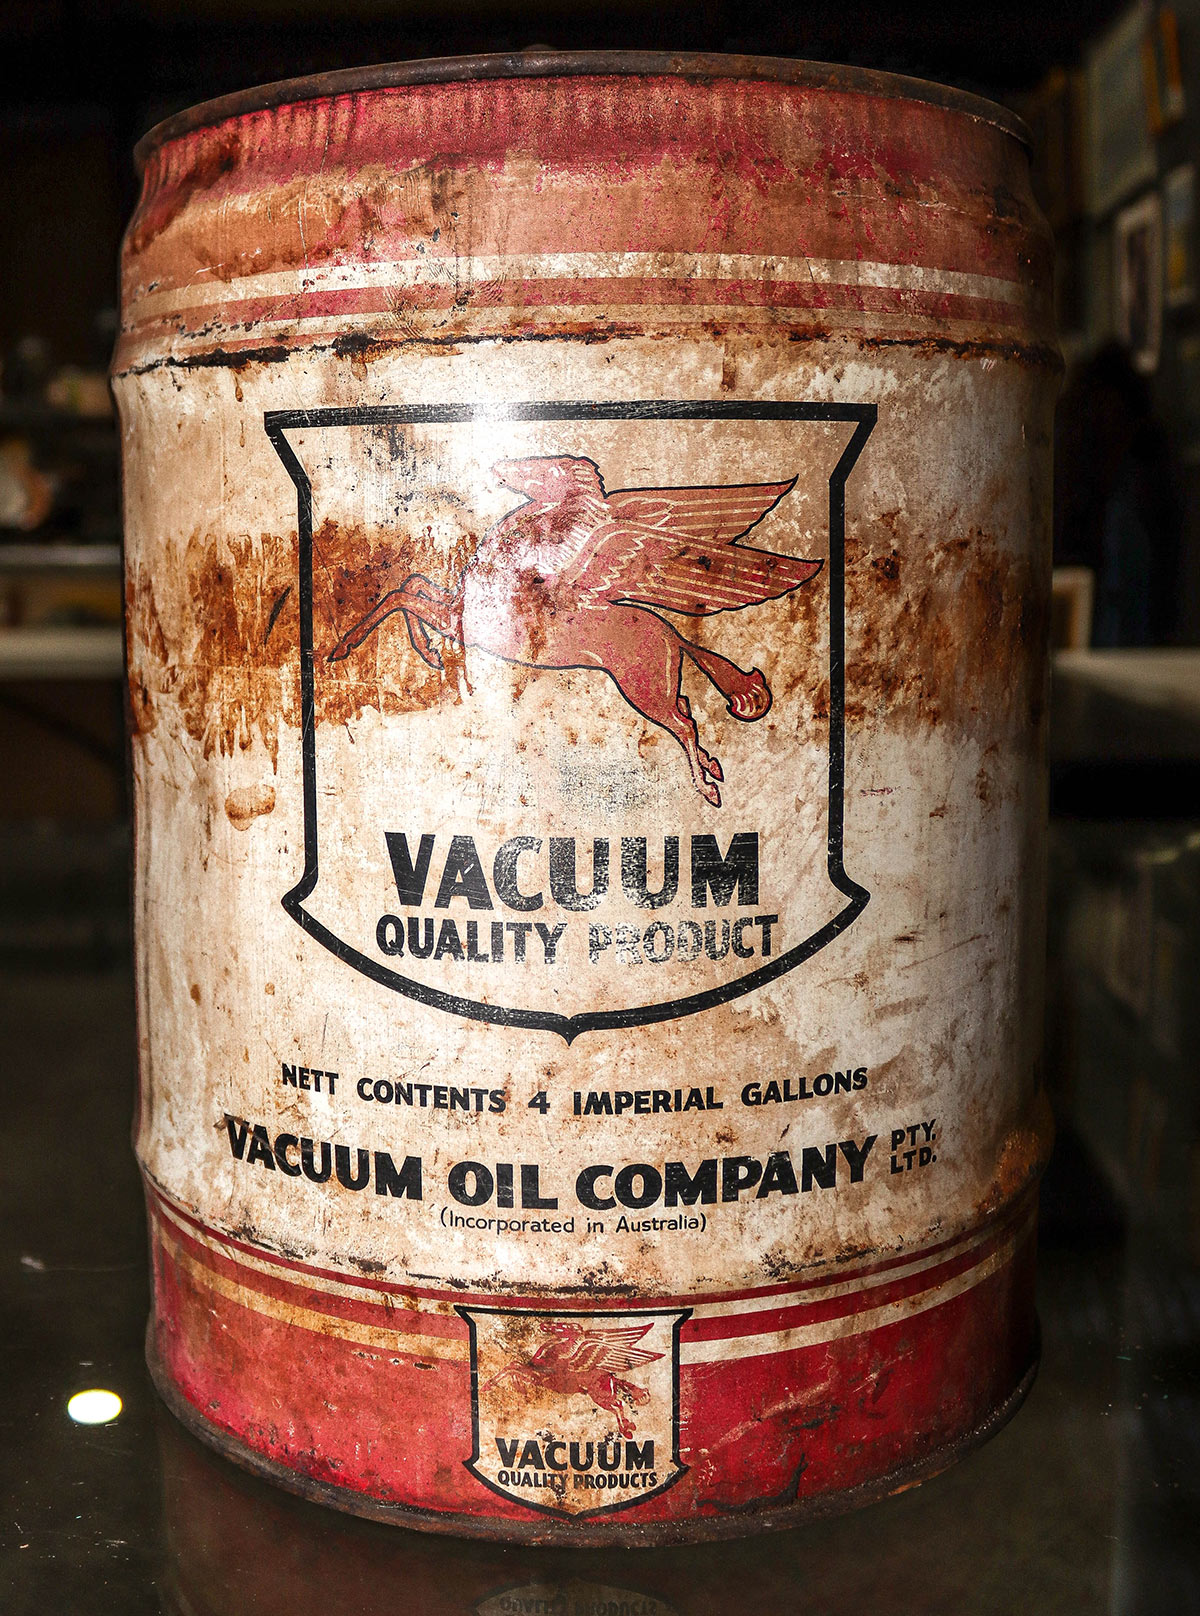 VACUUM
QUALITY PRODUCT
NETT CONTENTS 4 IMPERIAL GALLONS
VACUUM OIL COMPANY PTY. LTD.
(Incorporated in Australia)
VACUUM
QUALITY PRODUCTS